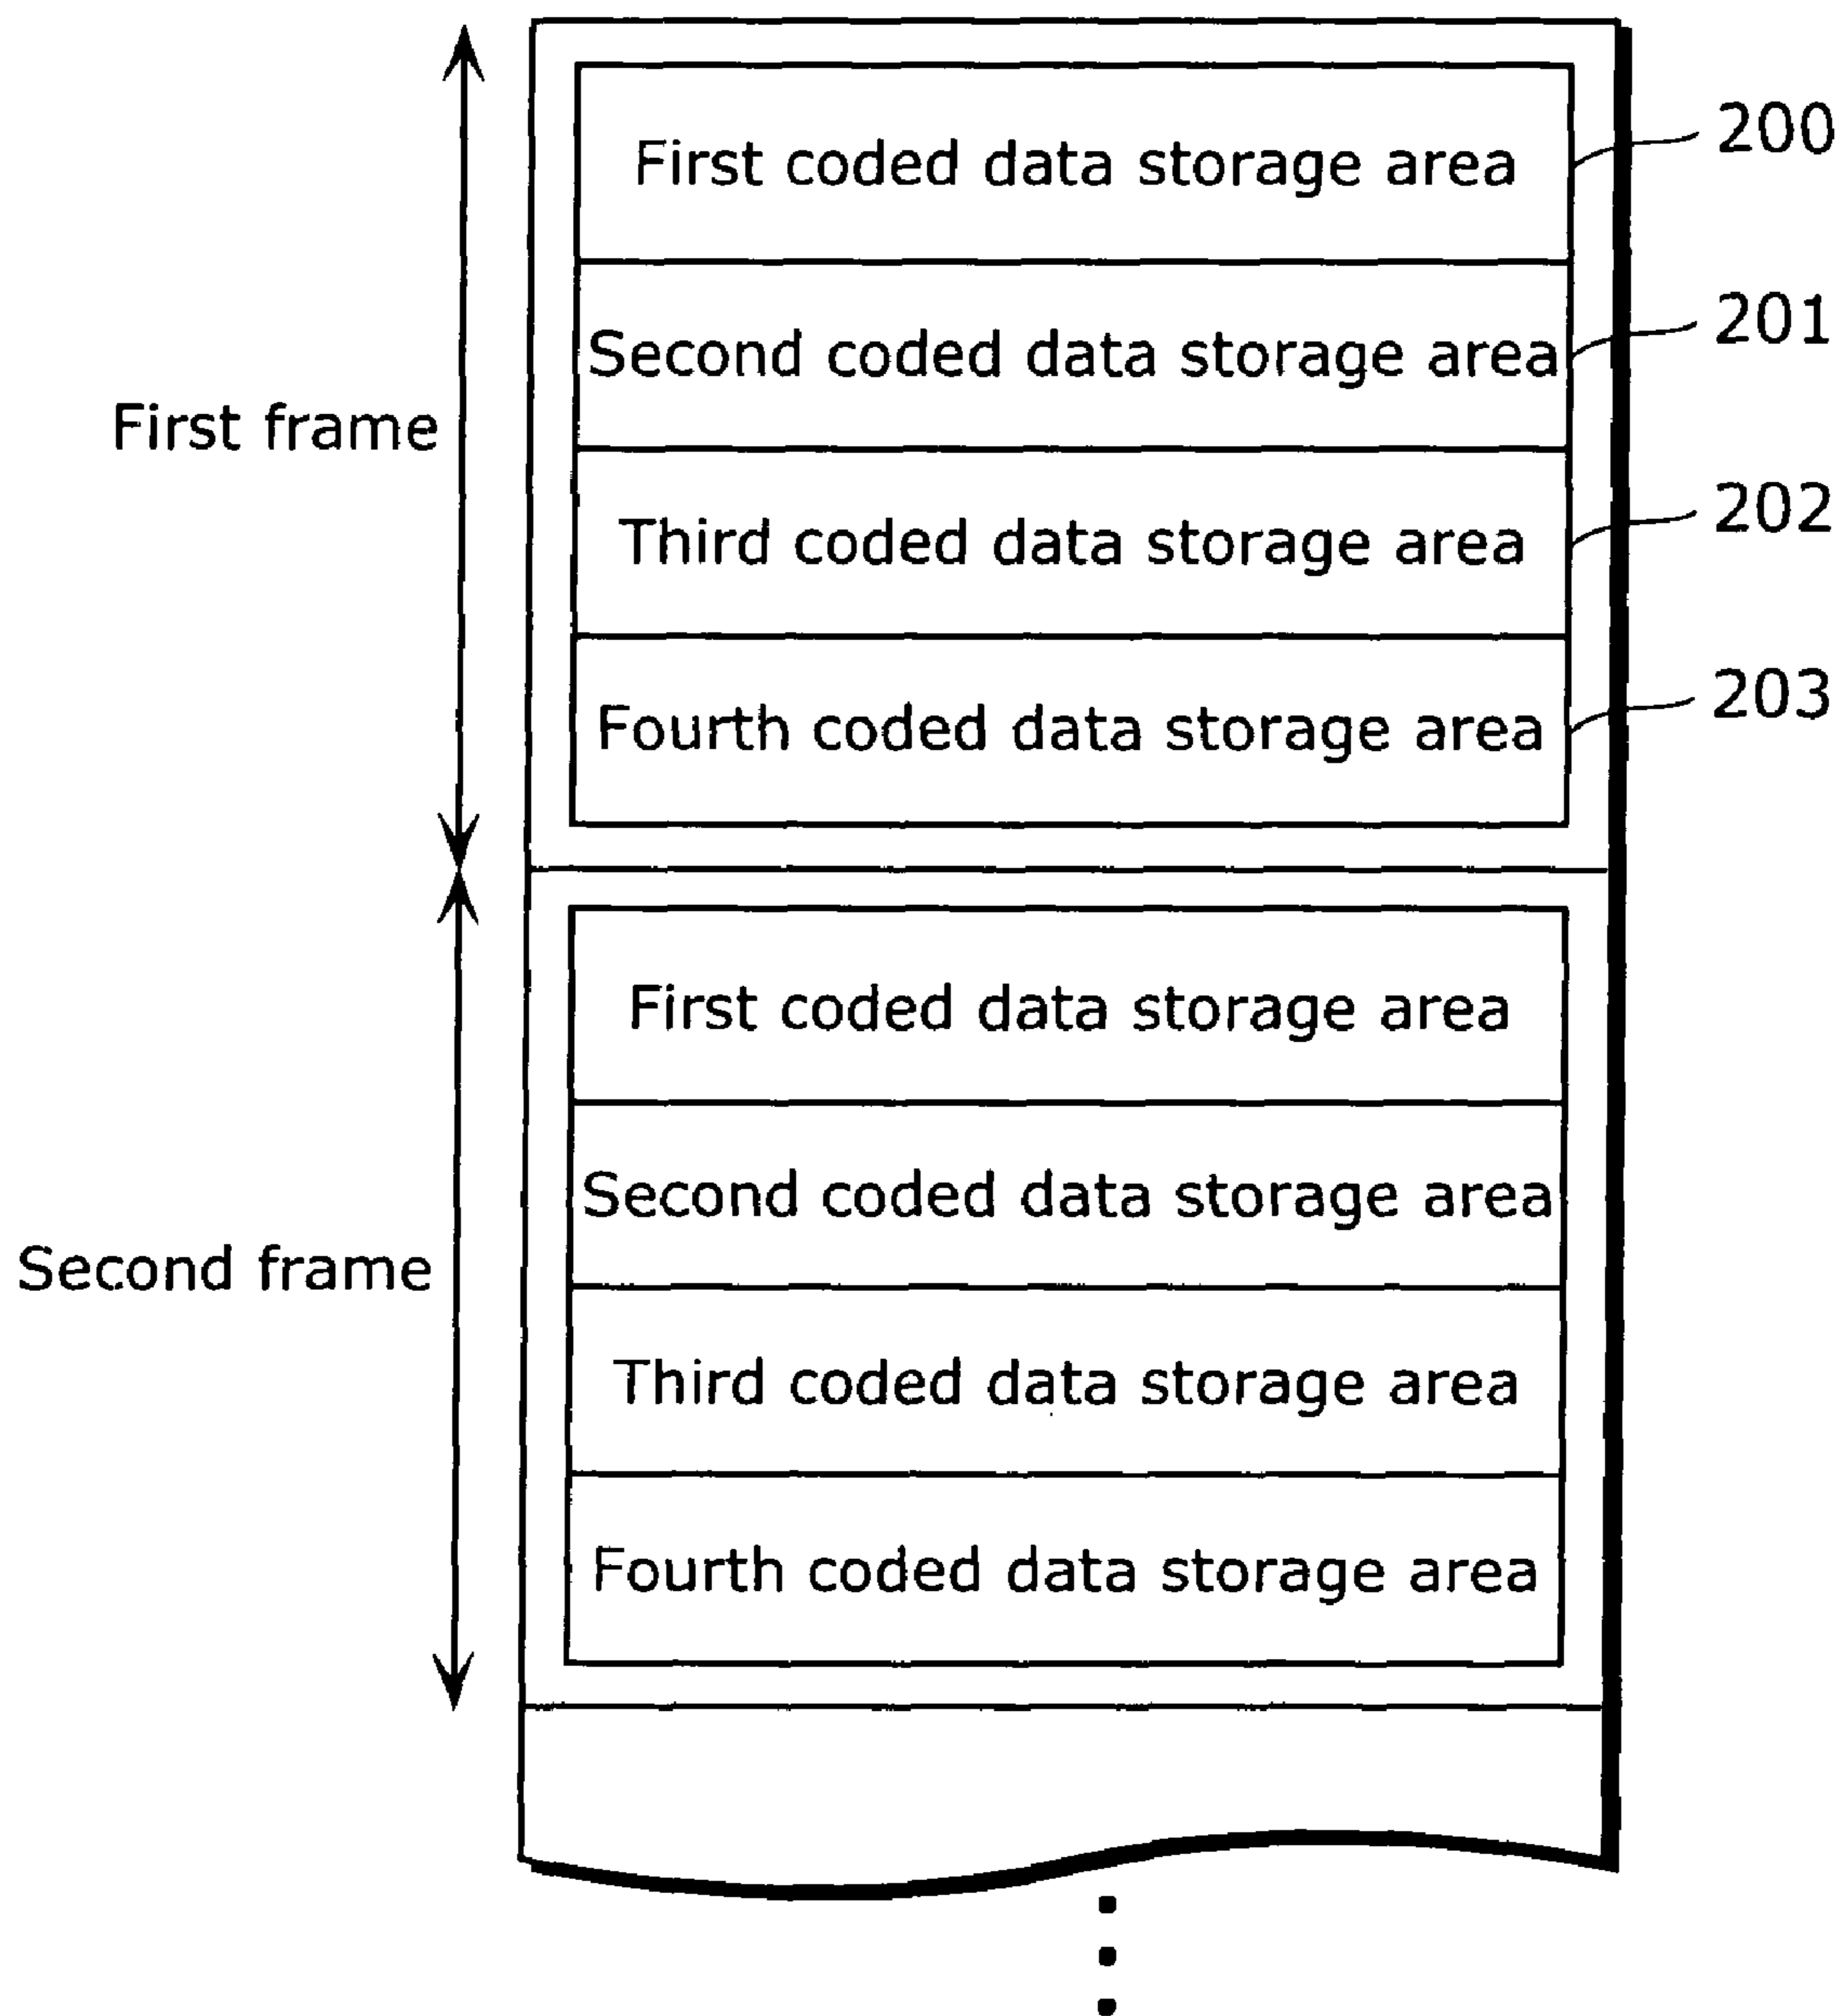 First coded data storage area 200
Second coded data storage area 201
First frame
Third coded data storage area 202
Fourth coded data storage area 203
First coded data storage area
Second coded data storage area
Second frame
Third coded data storage area
Fourth coded data storage area